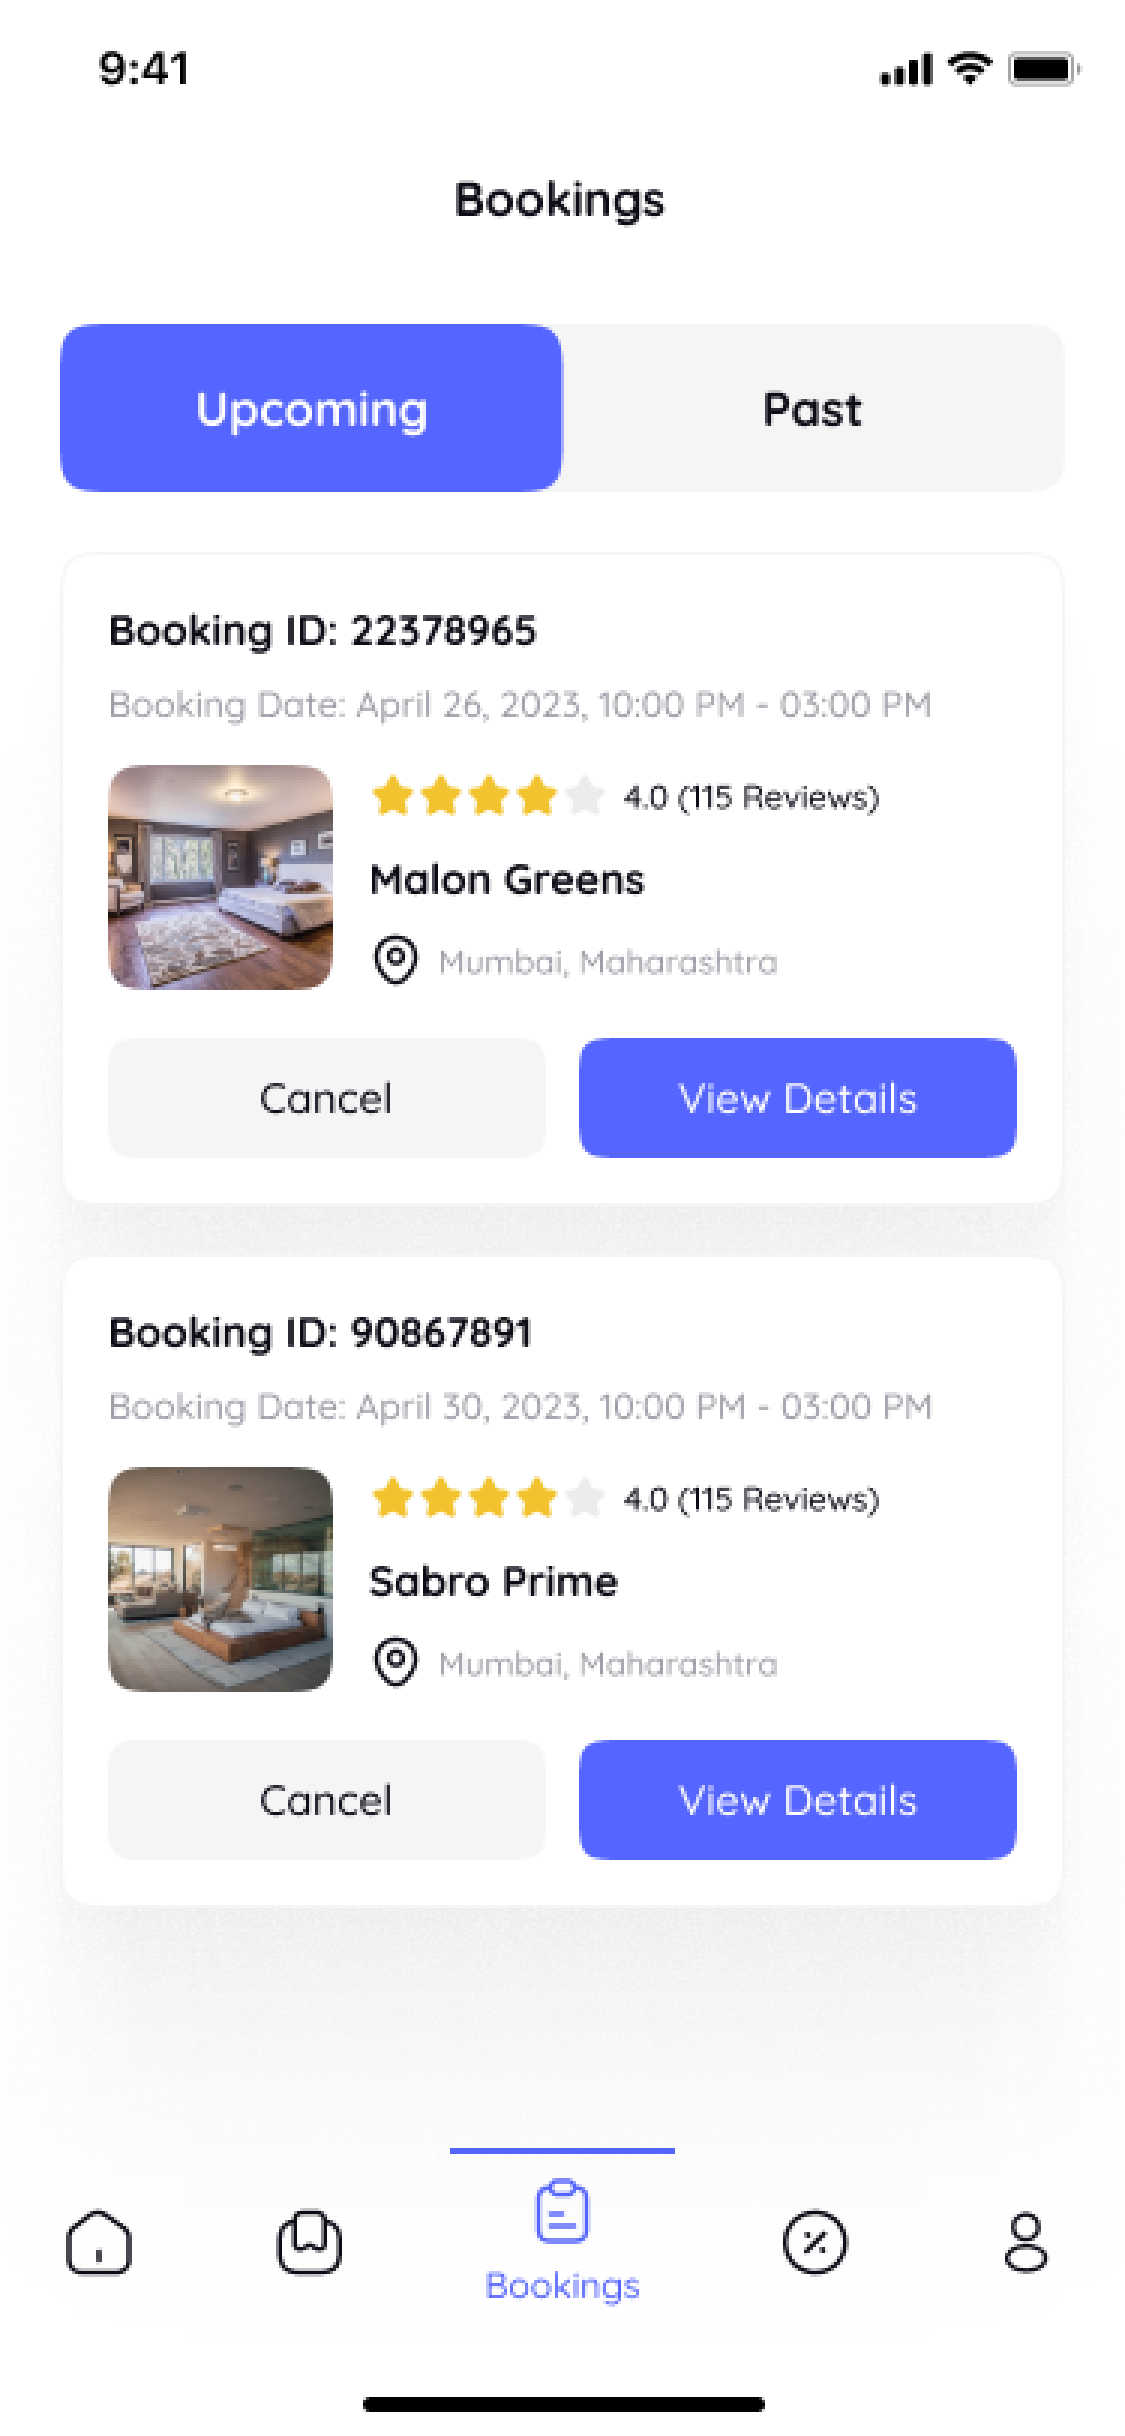 9:41
Bookings
Upcoming Past
Booking ID: 22378965
Booking Date: April 26, 2023, 10:00 PM - 03:00 PM
4.0 (115 Reviews)
Malon Greens
Mumbai, Maharashtra
Cancel View Details
Booking ID: 90867891
Booking Date: April 30, 2023, 10:00 PM - 03:00 PM
4.0 (115 Reviews)
Sabro Prime
Mumbai, Maharashtra
Cancel View Details
Bookings